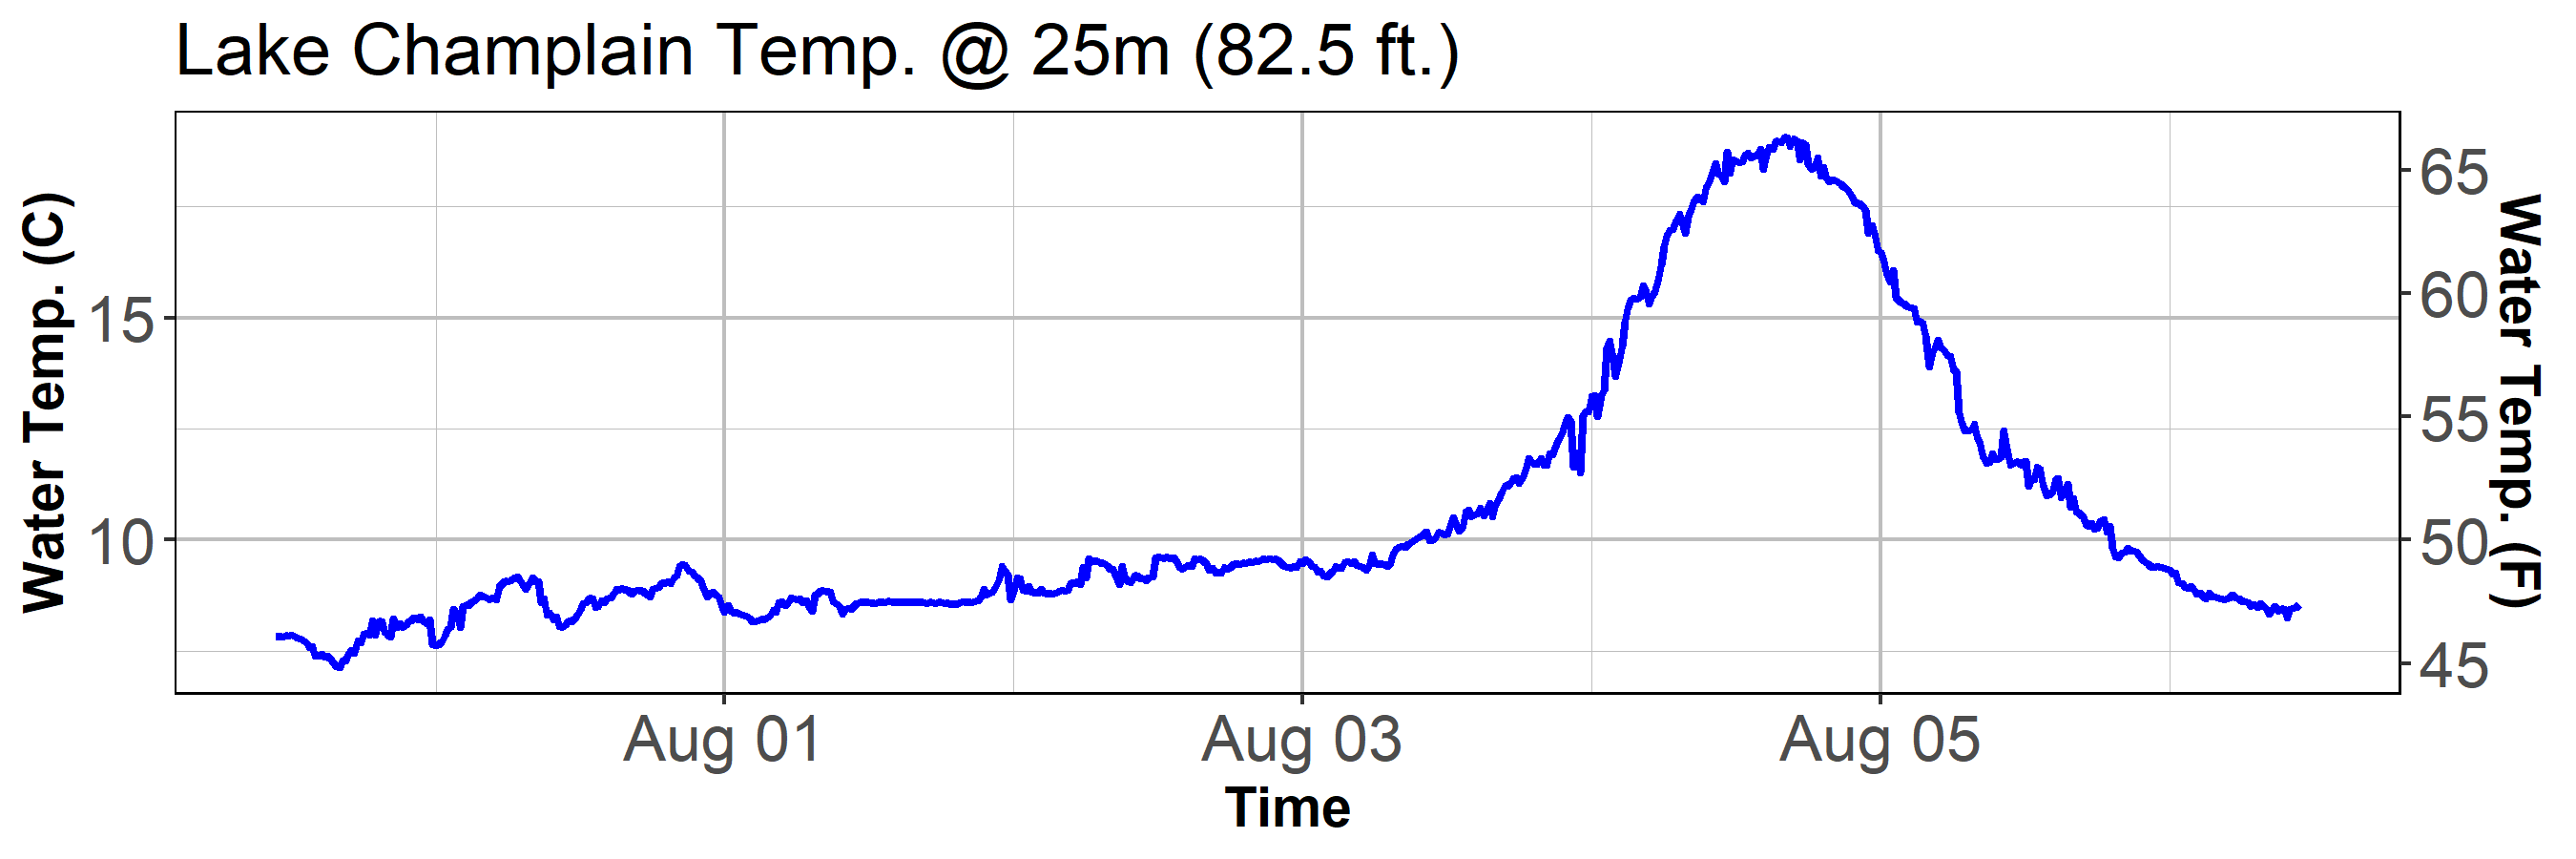 Lake Champlain Temp. @ 25m (82.5 ft.)
Water Temp. (C)
15
10
65
60
55
50
45
Water Temp. (F)
Aug 01 Aug 03 Aug 05
Time